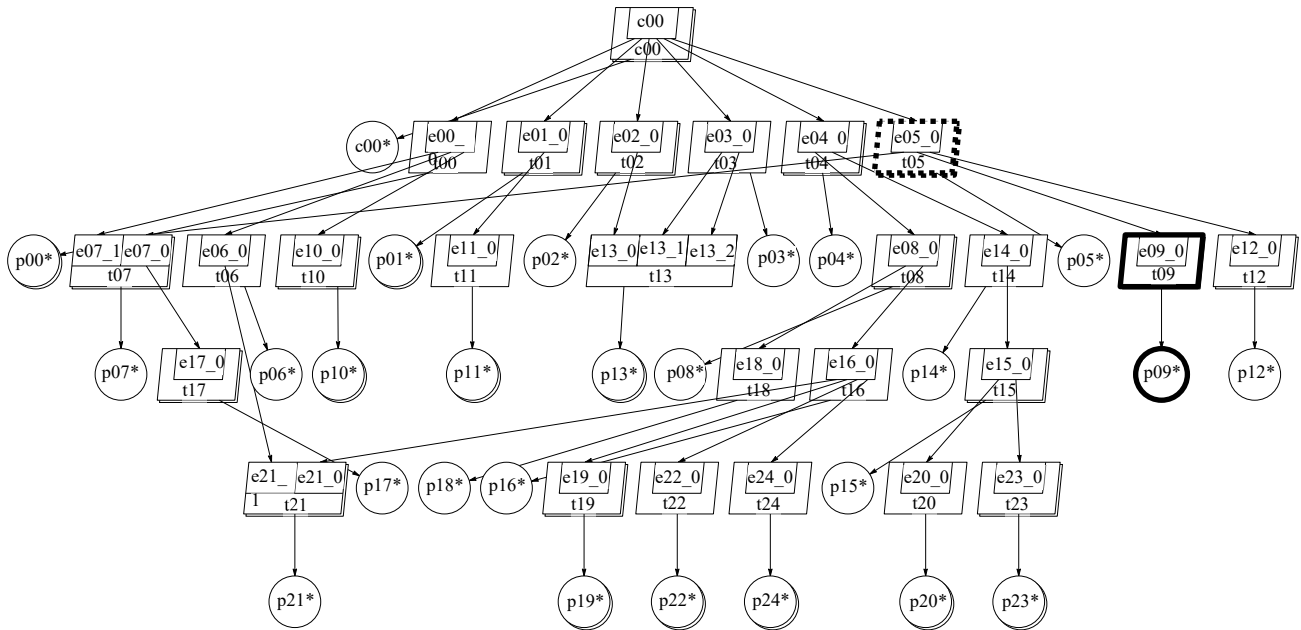 c00
c00
c00*
e00_
0
t00
e01_0
t01
e02_0
t02
e03_0
t03
e04_0
t04
e05_0
t05
p00*
e07_1
e07_0
t07
e06_0
t06
e10_0
t10
p01*
e11_0
t11
p02*
e13_0
e13_1
e13_2
t13
p03*
p04*
e08_0
t08
e14_0
t14
p05*
e09_0
t09
e12_0
t12
p07*
e17_0
t17
p06*
p10*
p11*
p13*
p08*
e18_0
t18
e16_0
t16
p14*
e15_0
t15
p09*
p12*
e21_
1
e21_0
t21
p17*
p18*
p16*
e19_0
t19
e22_0
t22
e24_0
t24
p15*
e20_0
t20
e23_0
t23
p21*
p19*
p22*
p24*
p20*
p23*